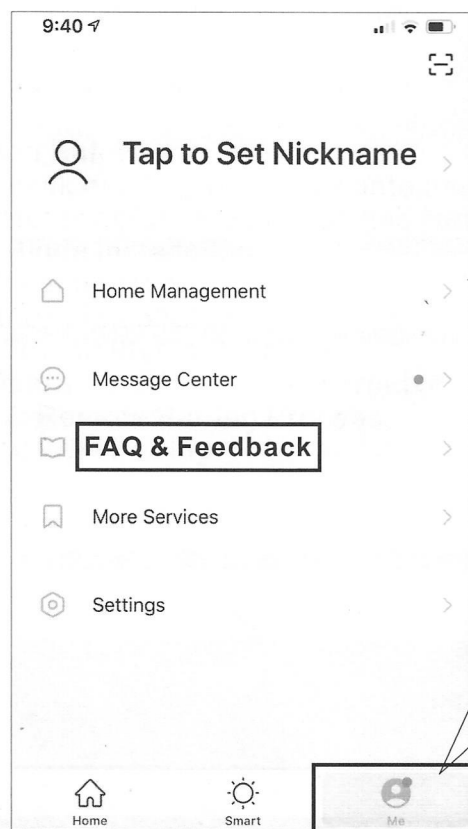 9:40
Tap to Set Nickname
Home Management
Message Center
FAQ & Feedback
More Services
Settings
Home
Smart
Me